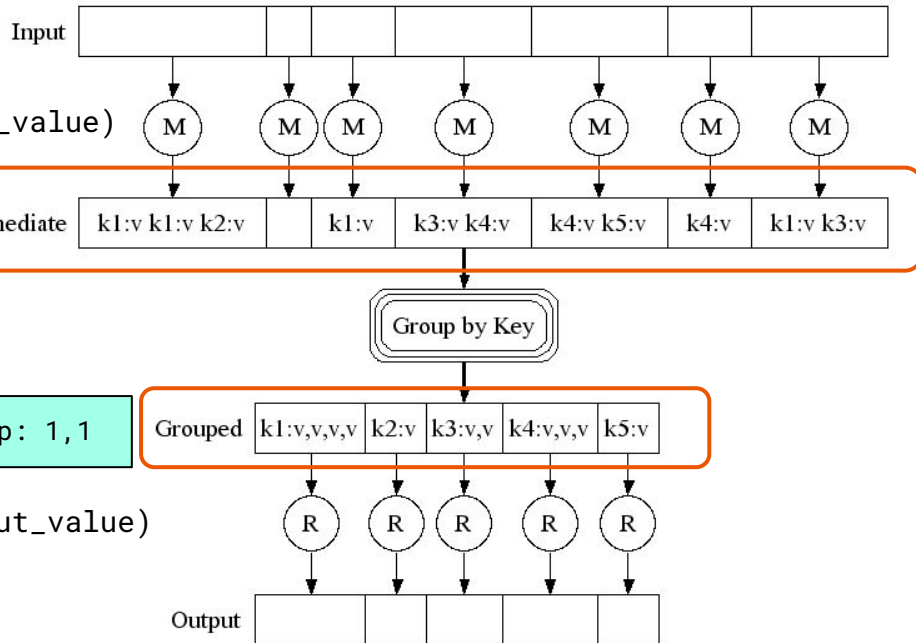 Input
_value)
M M M M M M M
mediate k1:v k1:v k2:v k1:v k3:v k4:v k4:v k5:v k4:v k1:v k3:v
Group by Key
p: 1,1
Grouped k1:v,v,v,v k2:v k3:v,v k4:v,v,v k5:v
R R R R R
ut_value)
Output